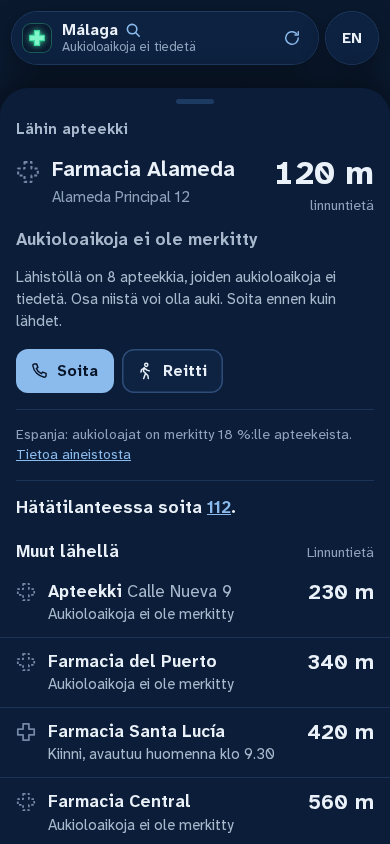 Málaga
Aukioloaikoja ei tiedetä
EN
Lähin apteekki
Farmacia Alameda
120 m
Alameda Principal 12
linnuntietä
Aukioloaikoja ei ole merkitty
Lähistöllä on 8 apteekkia, joiden aukioloaikoja ei
tiedetä. Osa niistä voi olla auki. Soita ennen kuin
lähdet.
Soita
Reitti
Espanja: aukioloajat on merkitty 18 %:lle apteekeista.
Tietoa aineistosta
Hätätilanteessa soita 112.
Muut lähellä
Linnuntietä
Apteekki Calle Nueva 9
230 m
Aukioloaikoja ei ole merkitty
Farmacia del Puerto
340 m
Aukioloaikoja ei ole merkitty
Farmacia Santa Lucía
420 m
Kiinni, avautuu huomenna klo 9.30
Farmacia Central
560 m
Aukioloaikoja ei ole merkitty